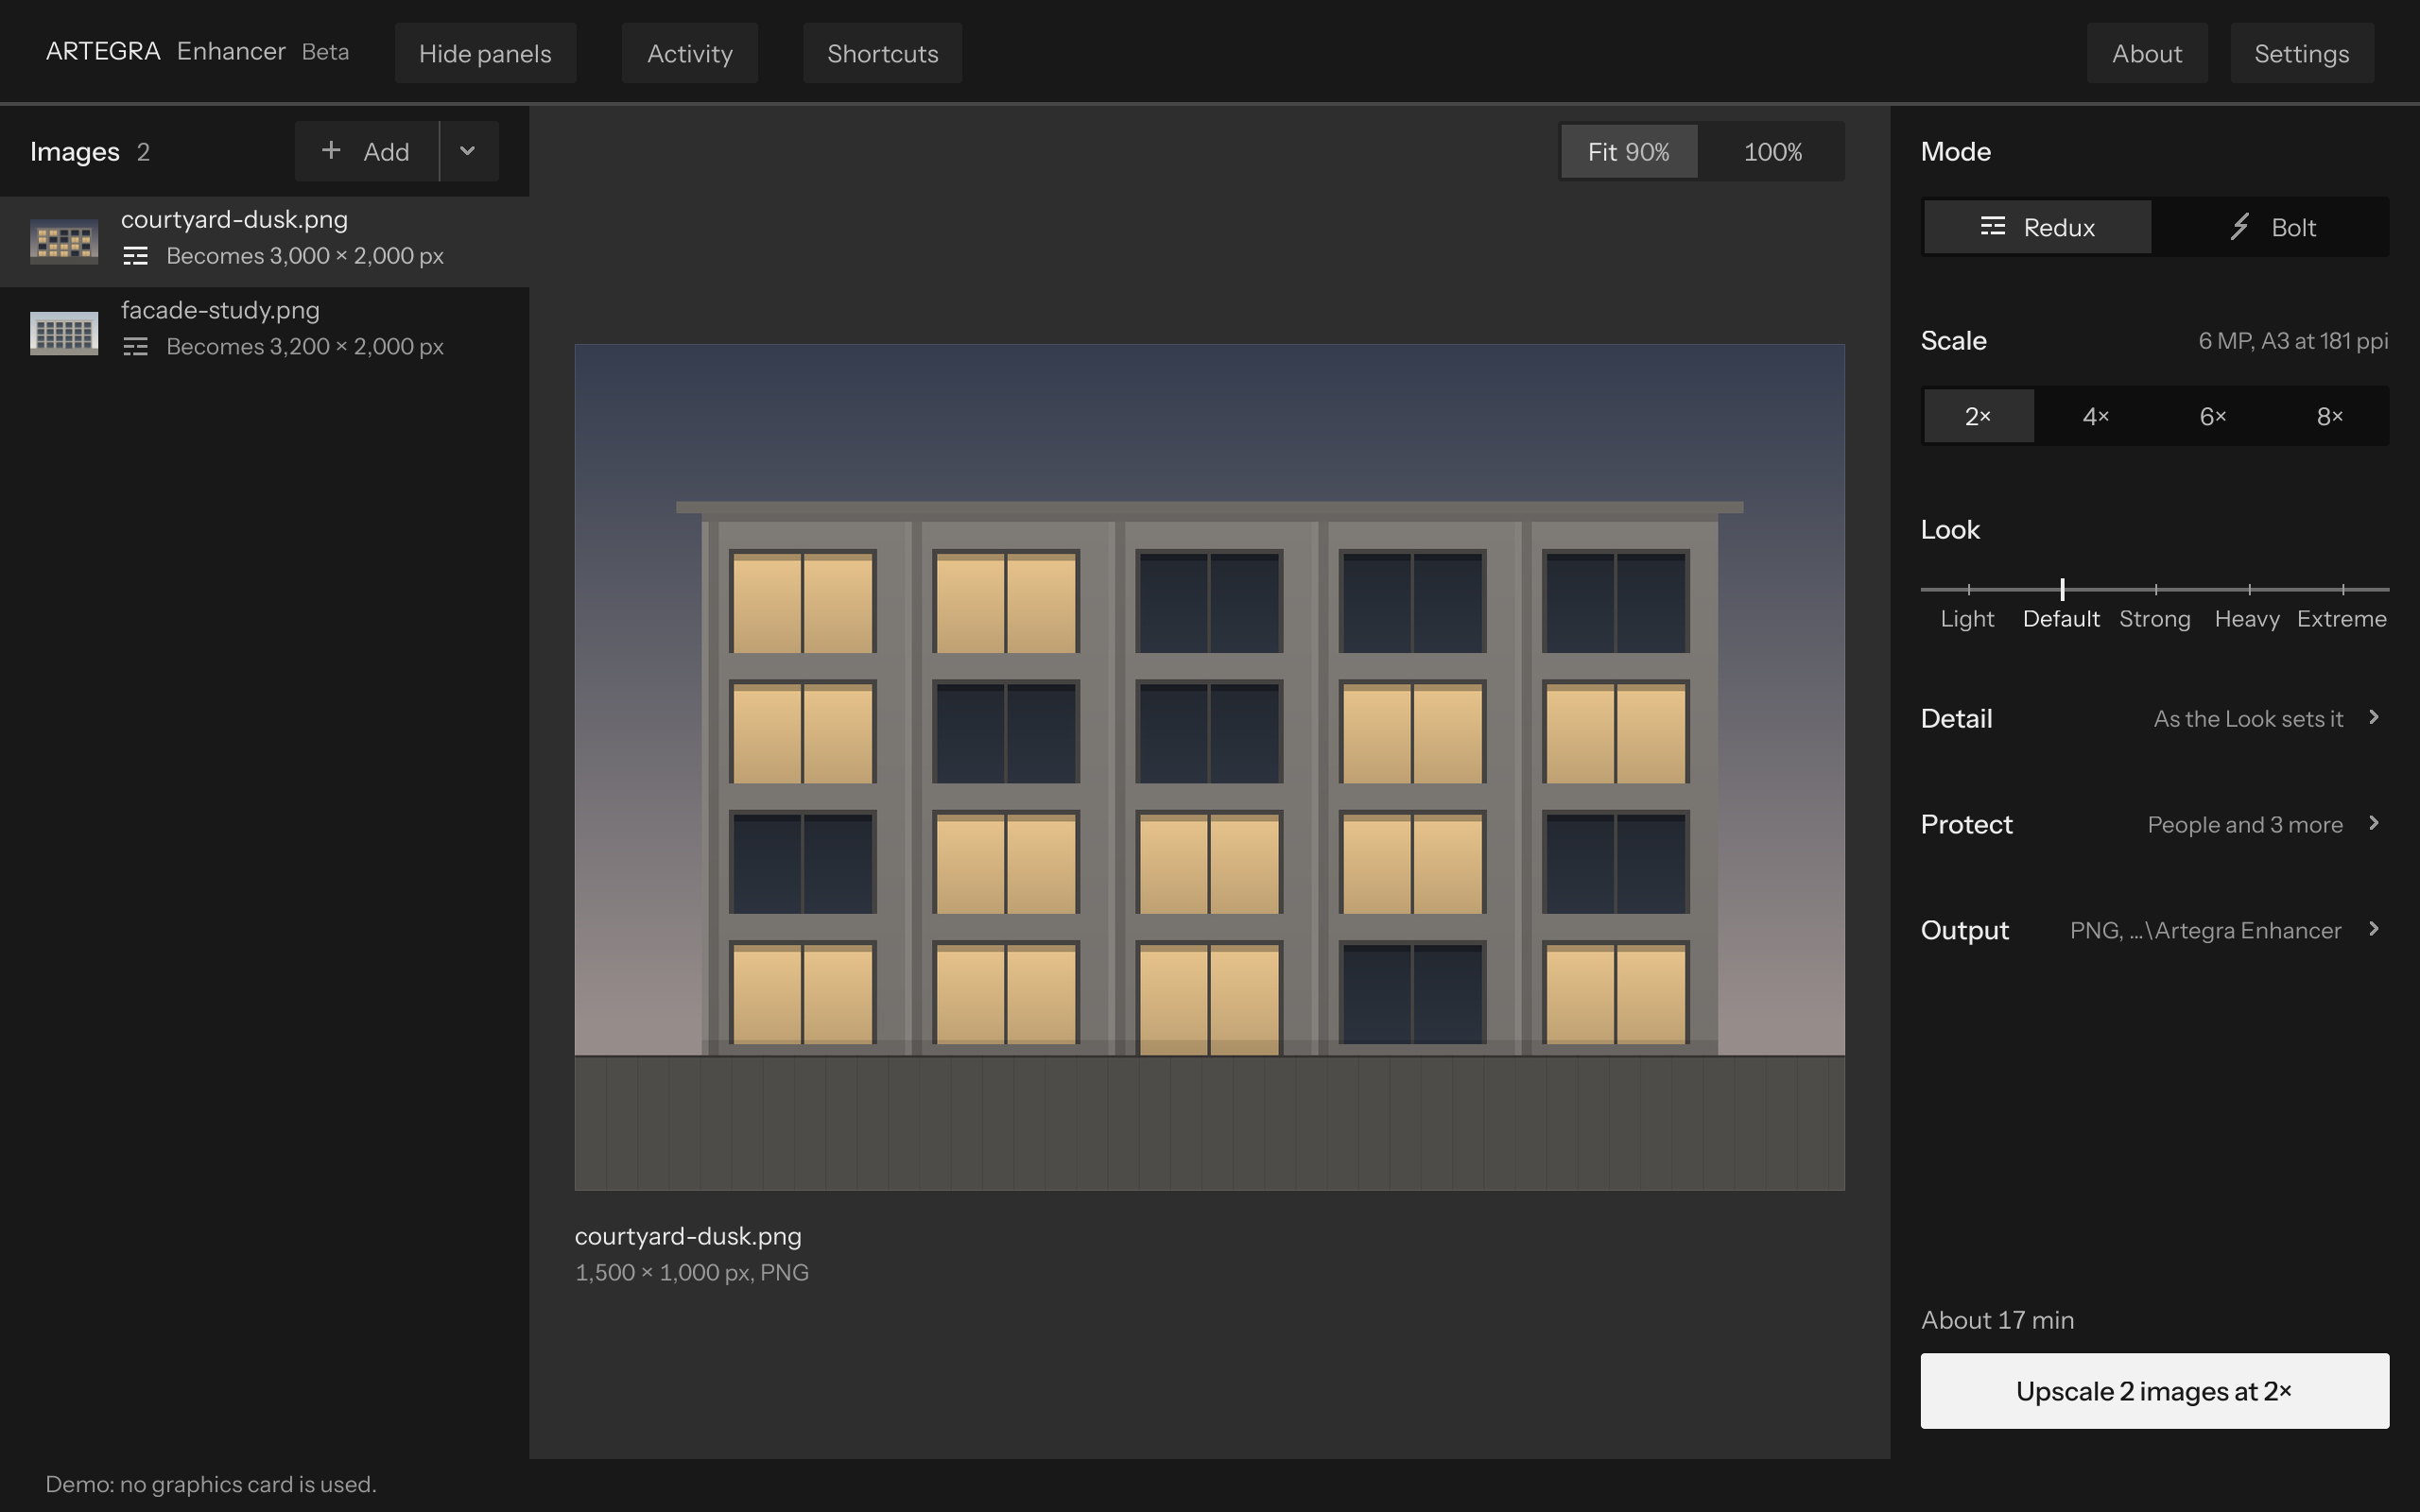 ARTEGRA Enhancer Beta
Hide panels
Activity
Shortcuts
About
Settings
Images 2
Add
courtyard-dusk.png
Becomes 3,000 × 2,000 px
facade-study.png
Becomes 3,200 × 2,000 px
Fit 90%
100%
courtyard-dusk.png
1,500 × 1,000 px, PNG
Mode
Redux
Bolt
Scale
6 MP, A3 at 181 ppi
2×
4×
6×
8×
Look
Light
Default
Strong
Heavy
Extreme
Detail
As the Look sets it
Protect
People and 3 more
Output
PNG, ...\Artegra Enhancer
About 17 min
Upscale 2 images at 2×
Demo: no graphics card is used.